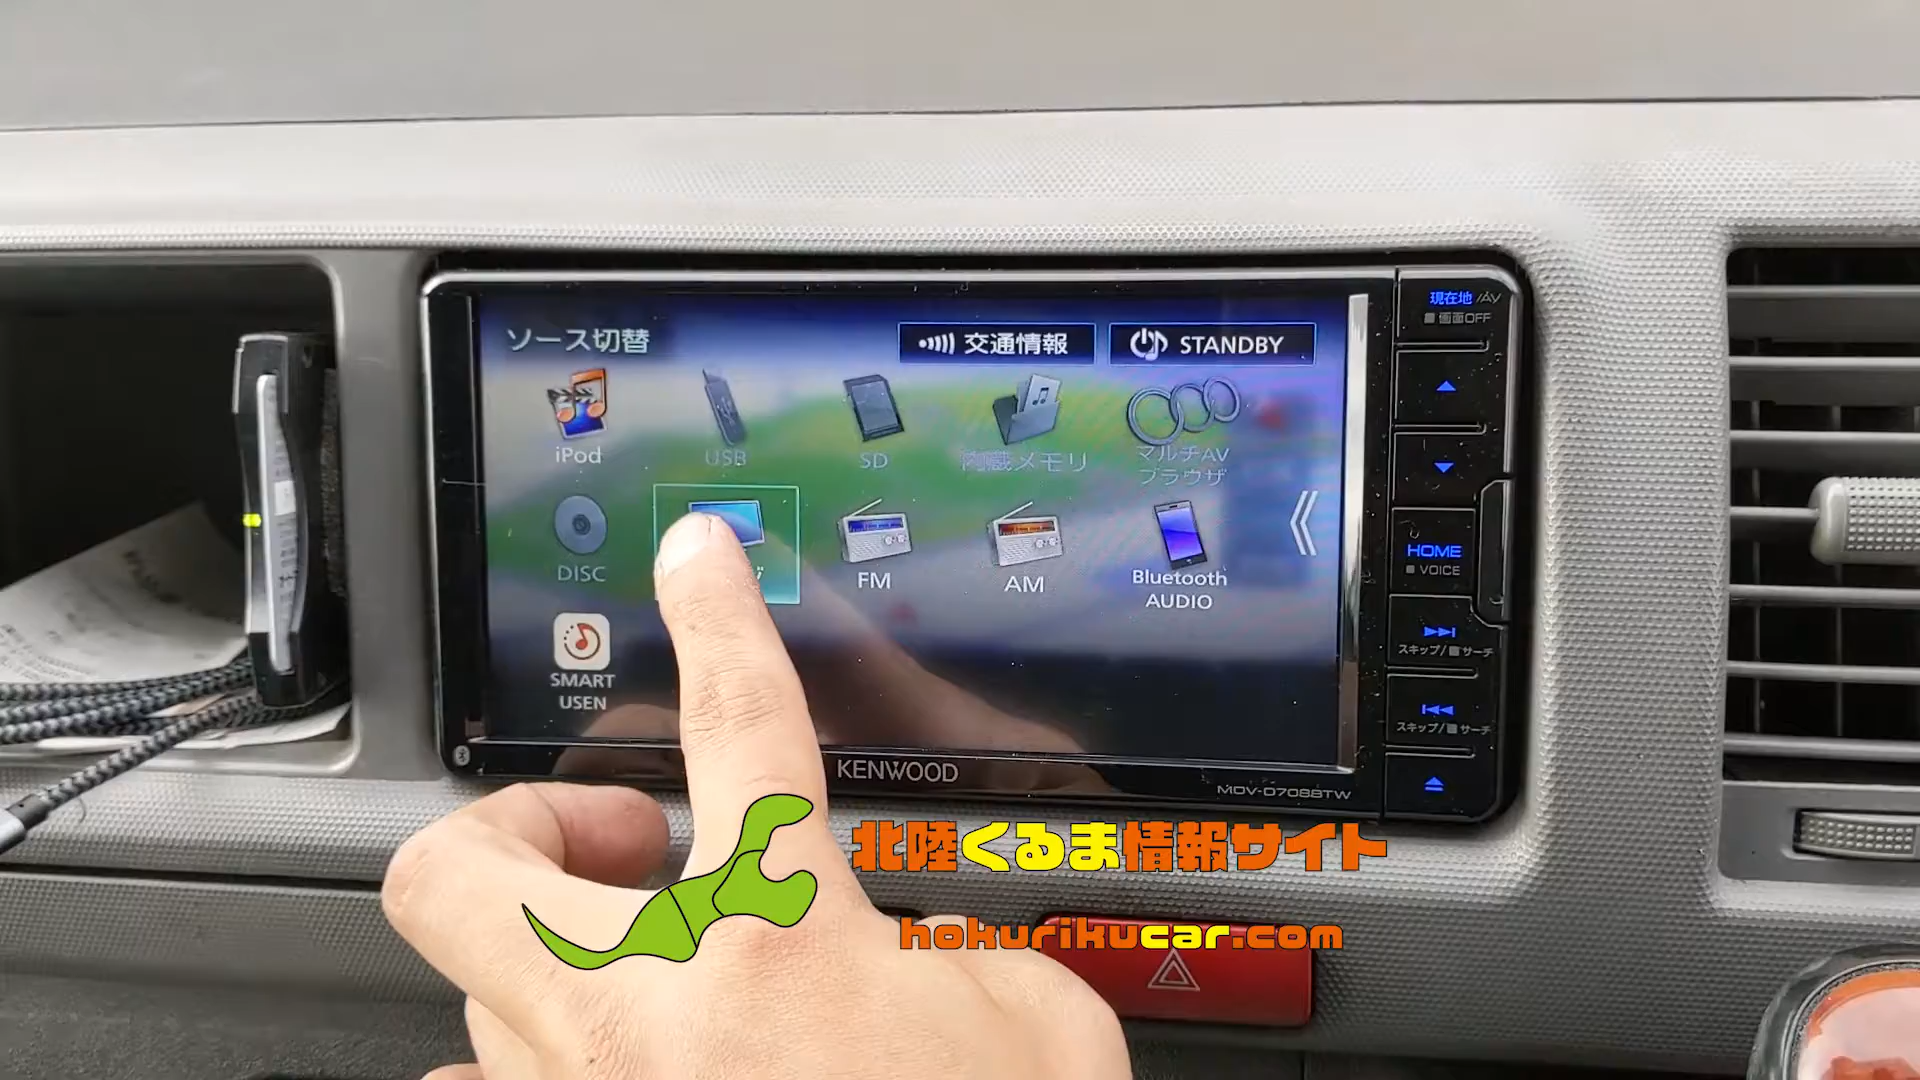 ソース切替
交通情報
STANDBY
iPod
USB
SD
内蔵メモリ
マルチAV
ブラウザ
DISC
FM
AM
Bluetooth
AUDIO
SMART
USEN
現在地/AV
画面OFF
HOME
VOICE
スキップ/サーチ
スキップ/サーチ
KENWOOD
北陸くるま情報サイト
hokurikucar.com